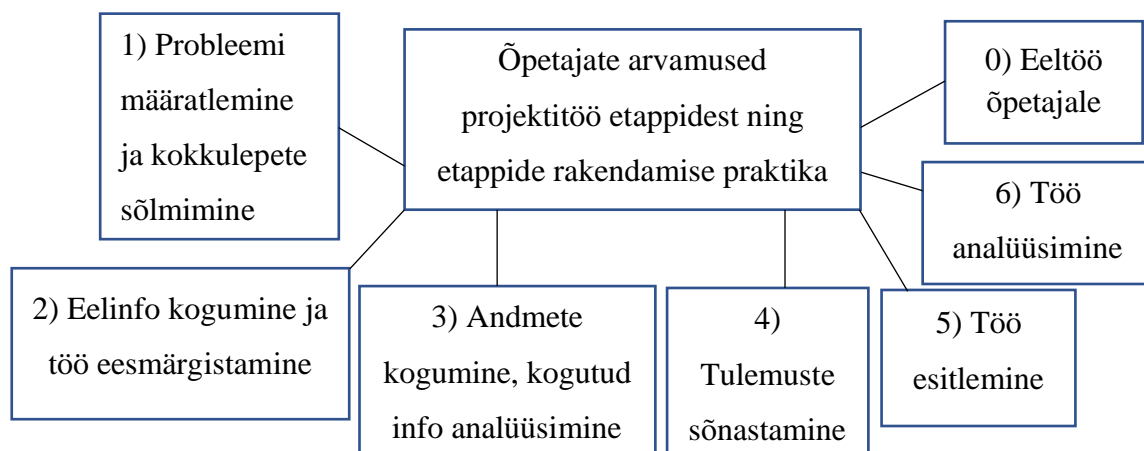 1) Probleemi
määratlemine
ja kokkulepete
sõlmimine
Õpetajate arvamused
projektitöö etappidest ning
etappide rakendamise praktika
0) Eeltöö
õpetajale
6) Töö
analüüsimine
2) Eelinfo kogumine ja
töö eesmärgistamine
3) Andmete
kogumine, kogutud
info analüüsimine
4)
Tulemuste
sõnastamine
5) Töö
esitlemine